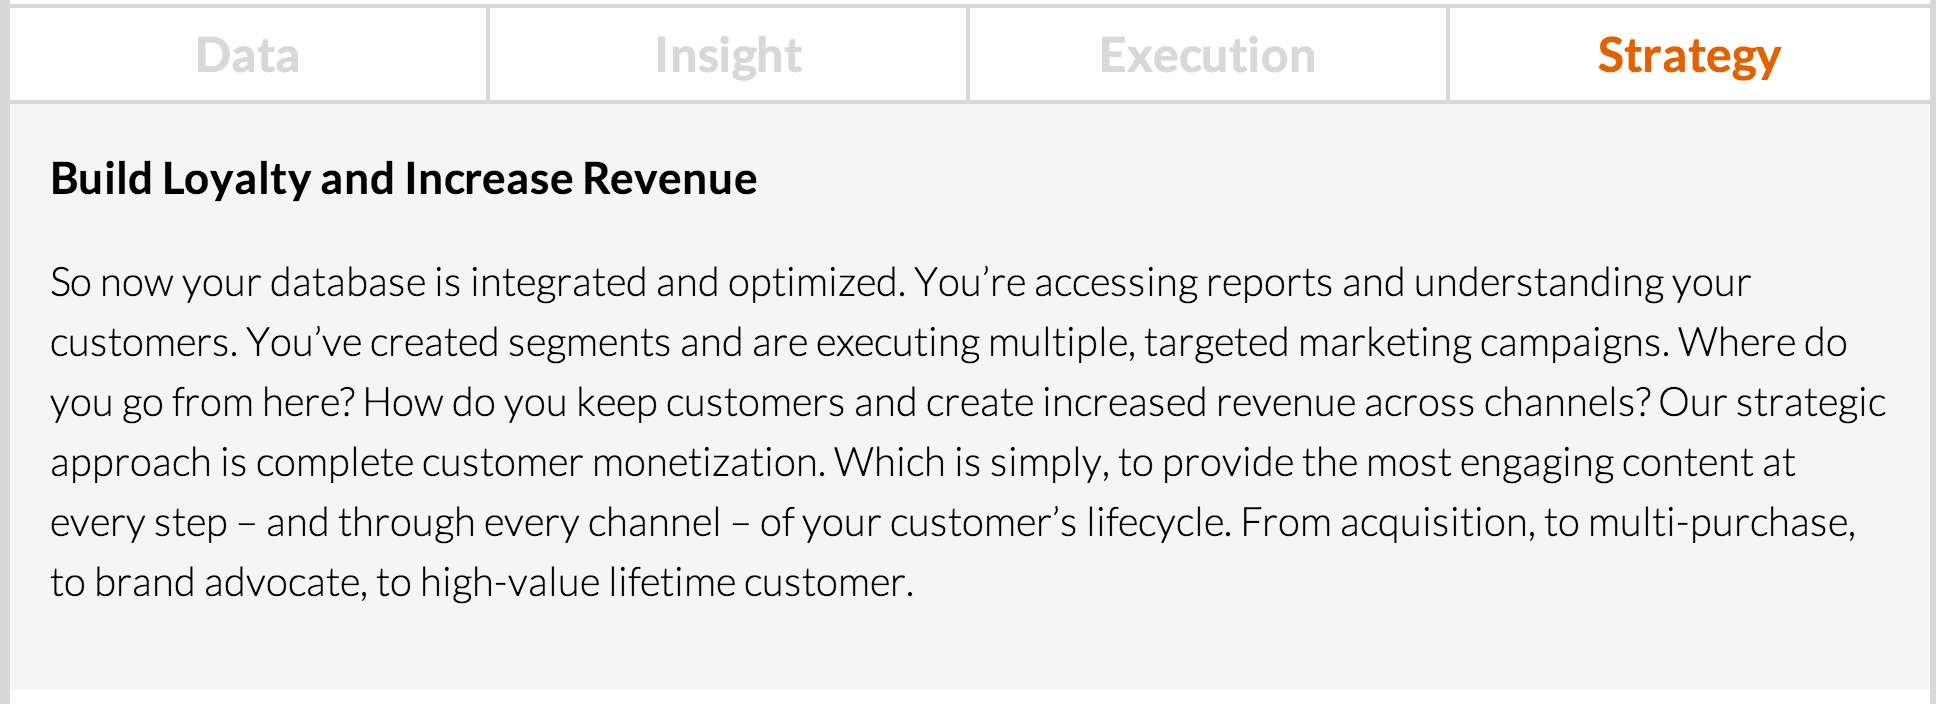 Data
Insight
Execution
Strategy
Build Loyalty and Increase Revenue
So now your database is integrated and optimized. You’re accessing reports and understanding your
customers. You’ve created segments and are executing multiple, targeted marketing campaigns. Where do
you go from here? How do you keep customers and create increased revenue across channels? Our strategic
approach is complete customer monetization. Which is simply, to provide the most engaging content at
every step – and through every channel – of your customer’s lifecycle. From acquisition, to multi-purchase,
to brand advocate, to high-value lifetime customer.